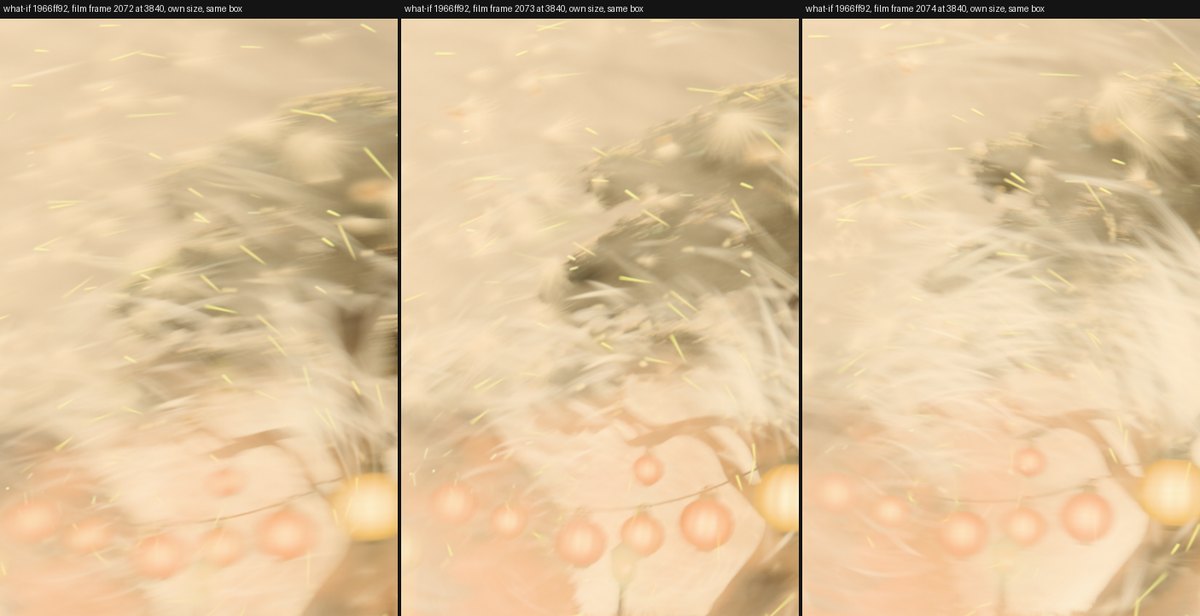 what-if 1966ff92, film frame 2072 at 3840, own size, same box
what-if 1966ff92, film frame 2073 at 3840, own size, same box
what-if 1966ff92, film frame 2074 at 3840, own size, same box